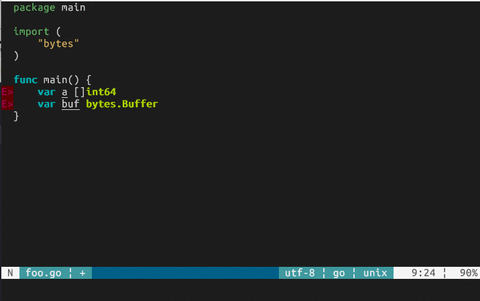 package main
import (
    "bytes"
)
func main() {
E>    var a []int64
E>    var buf bytes.Buffer
}
N foo.go ¦ + utf-8 ¦ go ¦ unix 9:24 ¦ 90%